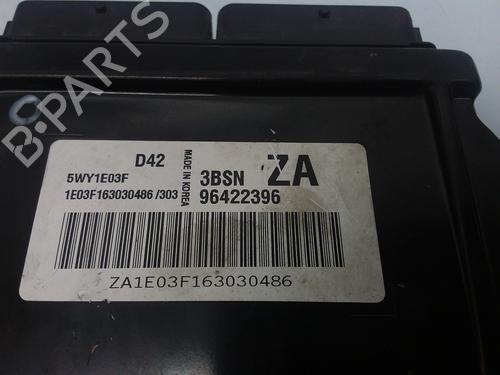 B-PARTS
D42
5WY1E03F
1E03F163030486 /303
MADE IN KOREA
3BSN
ZA
96422396
ZA1E03F163030486